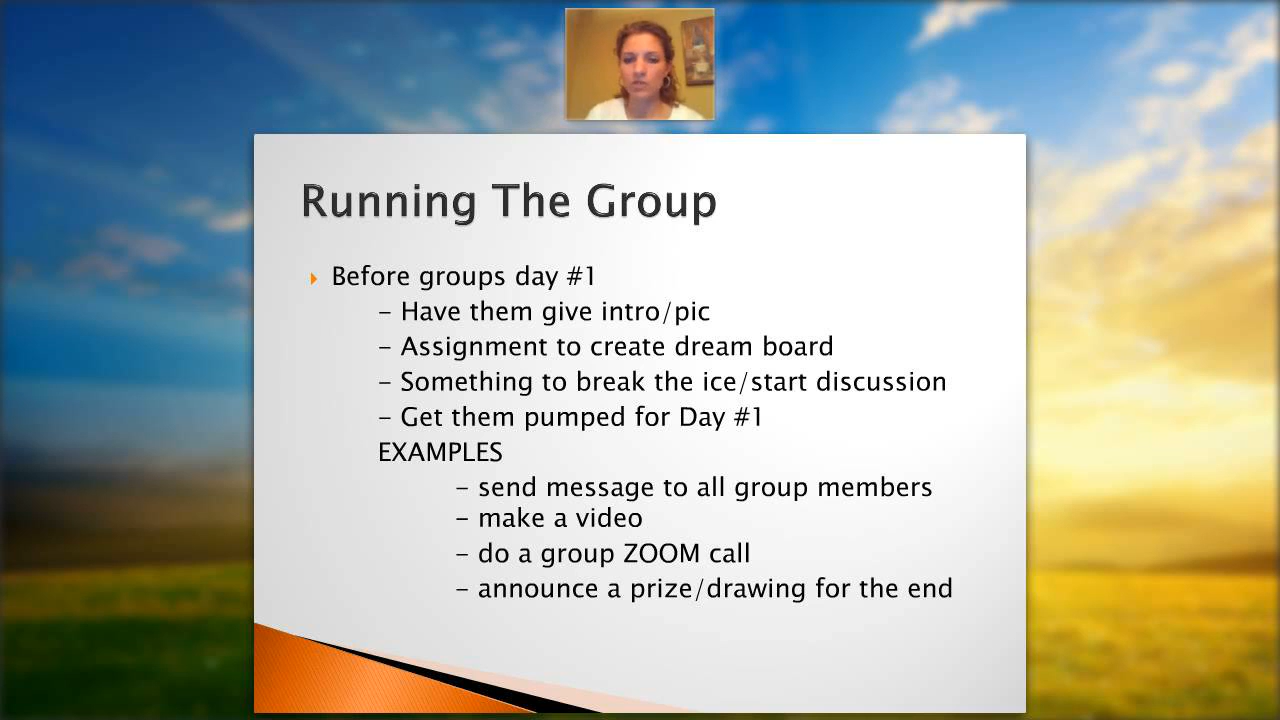 Running The Group
Before groups day #1
- Have them give intro/pic
- Assignment to create dream board
- Something to break the ice/start discussion
- Get them pumped for Day #1
EXAMPLES
- send message to all group members
- make a video
- do a group ZOOM call
- announce a prize/drawing for the end